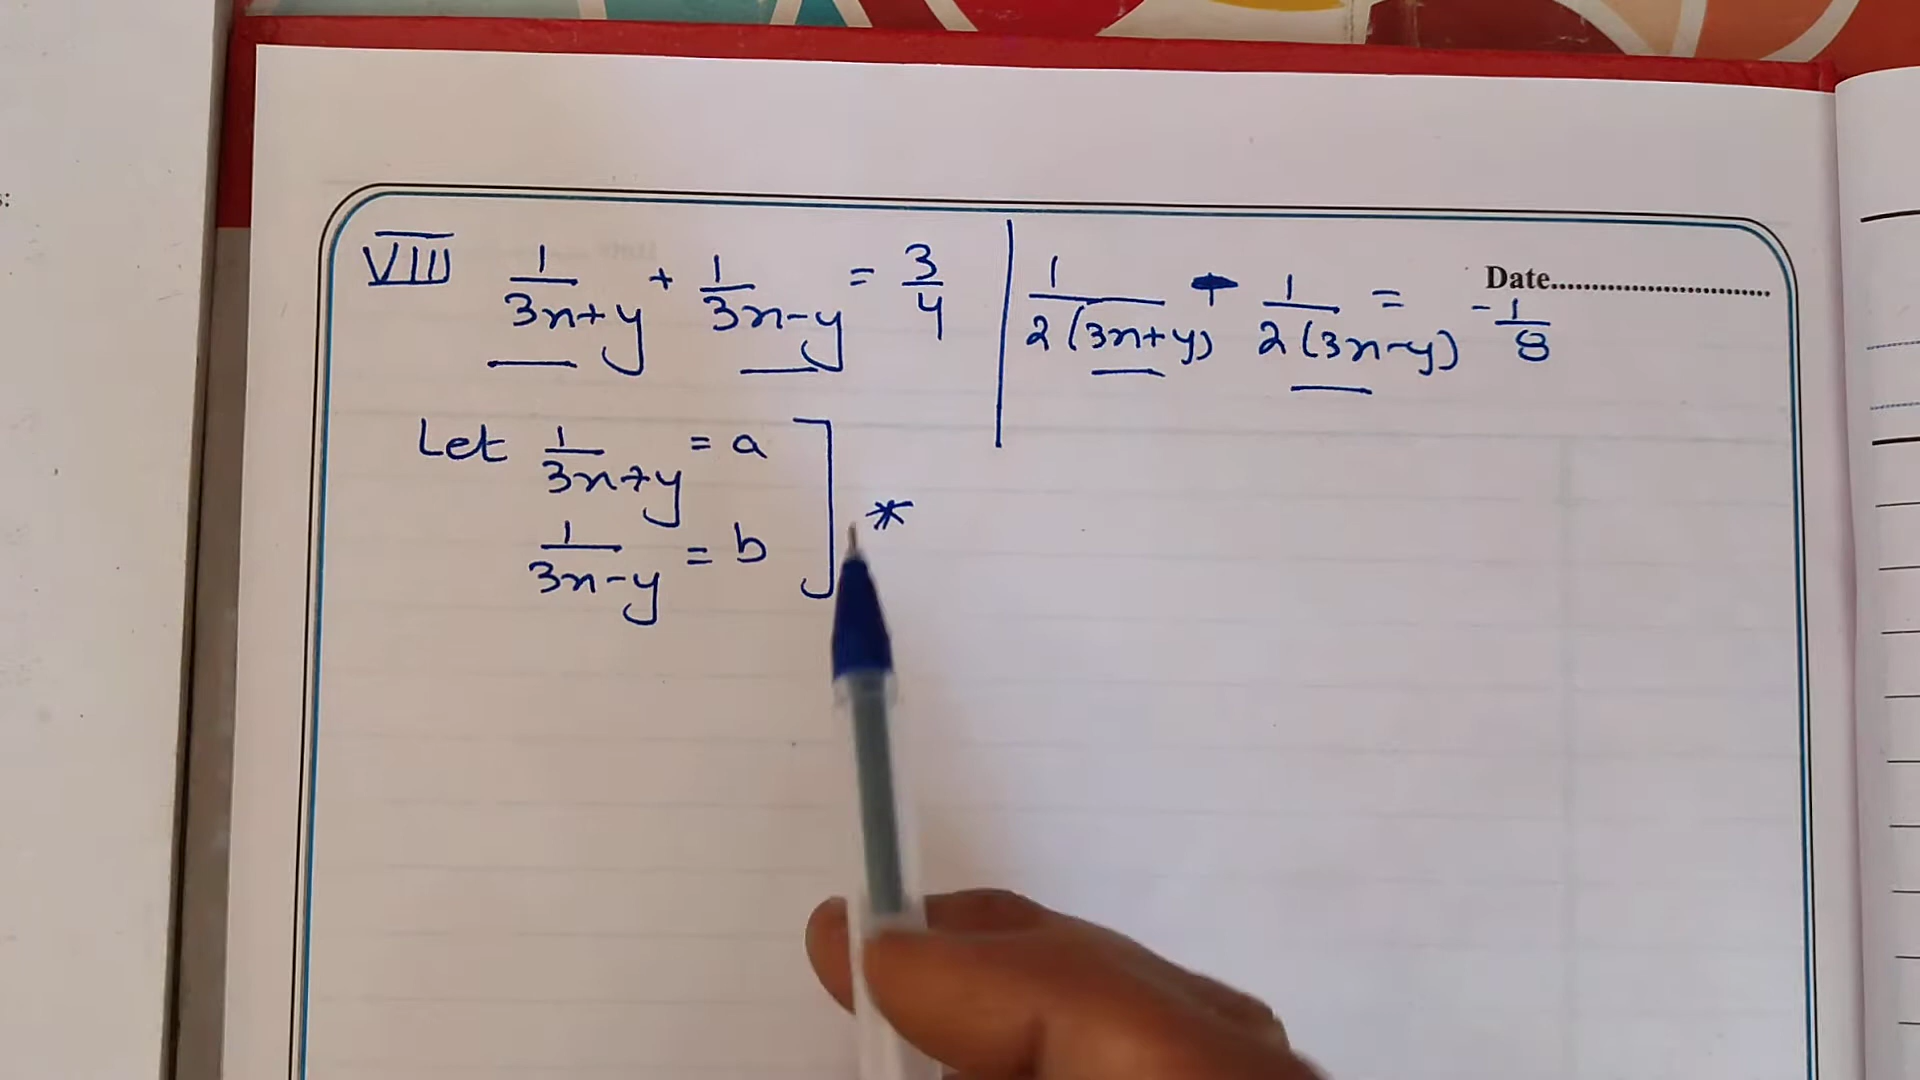 VIII 1/(3x+y) + 1/(3x-y) = 3/4 | 1/(2(3x+y)) - 1/(2(3x-y)) = -1/8
Date..............................
Let 1/(3x+y) = a
1/(3x-y) = b ] *